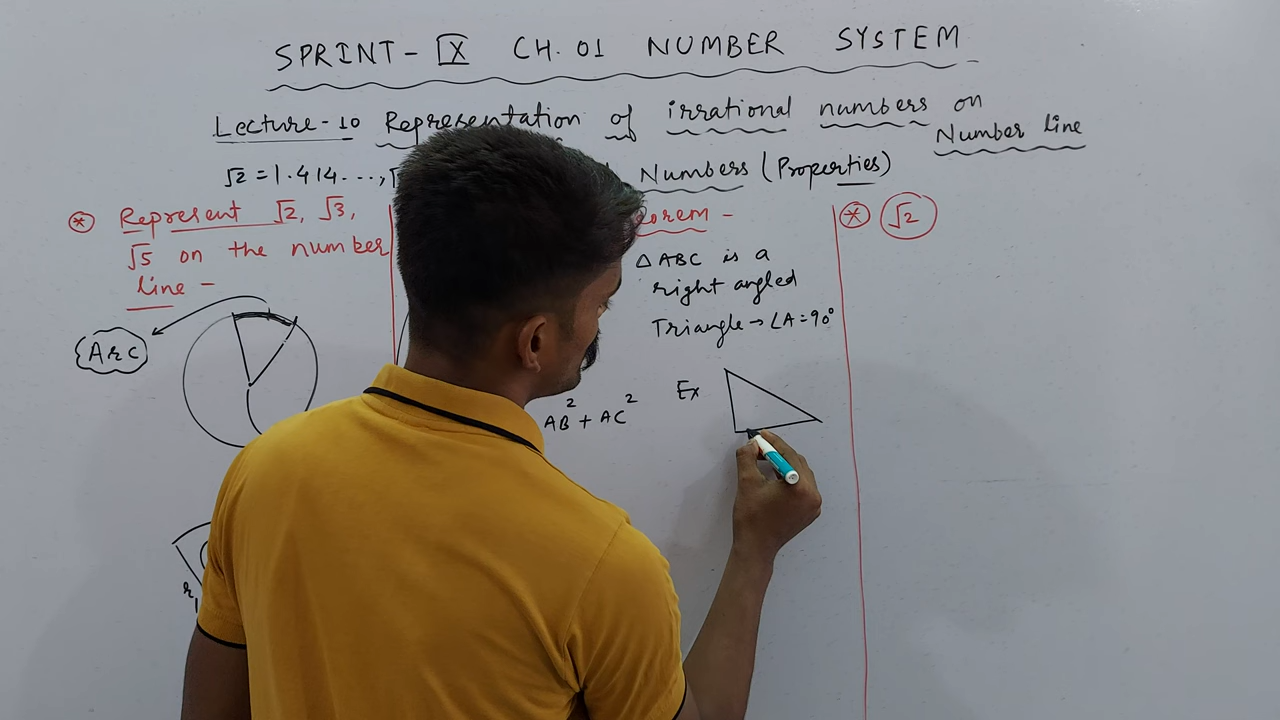 SPRINT- IX CH. 01 NUMBER SYSTEM
Lecture-10 Representation of irrational numbers on
Number line
√2 = 1.414..., Numbers (Properties)
* Represent √2, √3,
√5 on the number
line -
Arc
r
AB² + AC²
△ABC is a
right angled
Triangle → ∠A = 90°
Ex
* √2